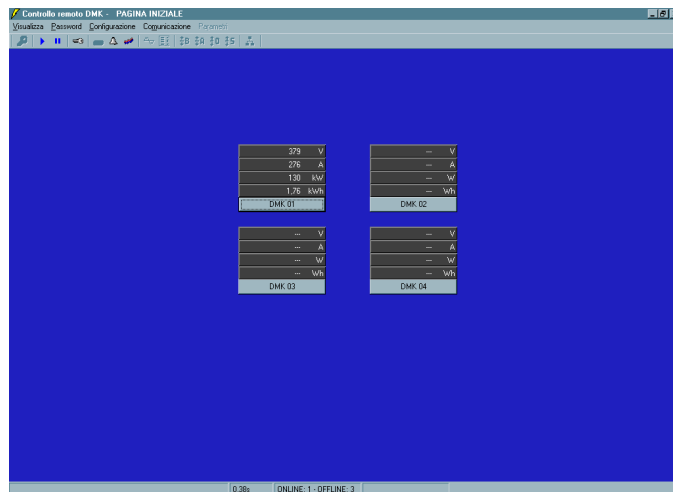 Controllo remoto DMK - PAGINA INIZIALE
Visualizza Password Configurazione Comunicazione Parametri
379 V
276 A
130 kW
1,76 kWh
DMK 01
--- V
--- A
--- W
--- Wh
DMK 02
--- V
--- A
--- W
--- Wh
DMK 03
--- V
--- A
--- W
--- Wh
DMK 04
0.38s ONLINE: 1 - OFFLINE: 3